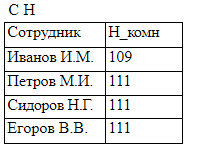 С Н
Сотрудник Н_комн
Иванов И.М. 109
Петров М.И. 111
Сидоров Н.Г. 111
Егоров В.В. 111